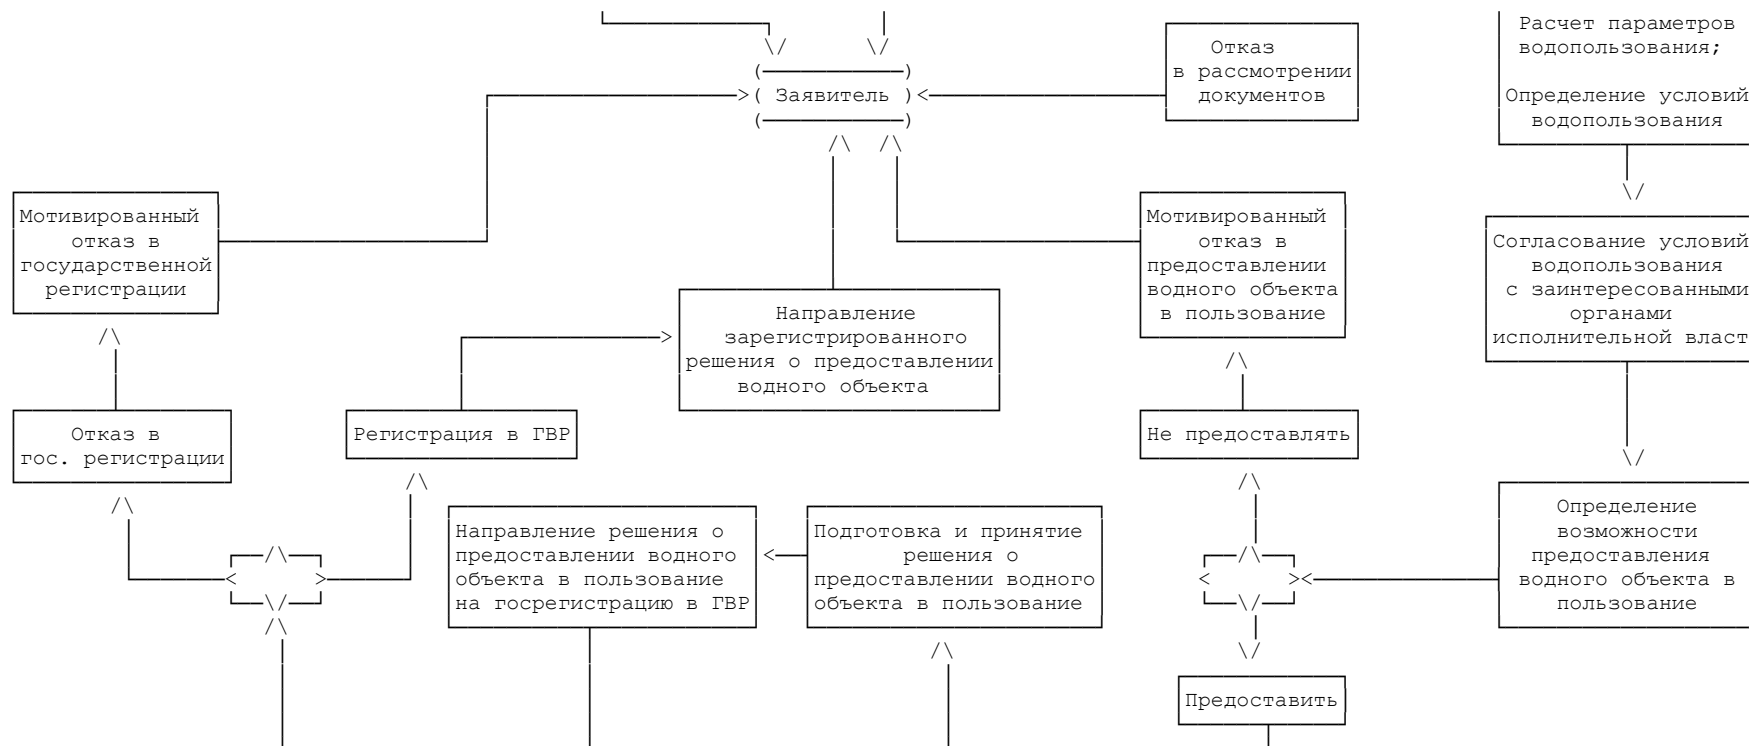 Расчет параметров
водопользования;
Определение условий
водопользования
Отказ
в рассмотрении
документов
Заявитель
Мотивированный
отказ в
государственной
регистрации
Мотивированный
отказ в
предоставлении
водного объекта
в пользование
Согласование условий
водопользования
с заинтересованными
органами
исполнительной власт
Направление
зарегистрированного
решения о предоставлении
водного объекта
Отказ в
гос. регистрации
Регистрация в ГВР
Не предоставлять
Направление решения о
предоставлении водного
объекта в пользование
на госрегистрацию в ГВР
Подготовка и принятие
решения о
предоставлении водного
объекта в пользование
Определение
возможности
предоставления
водного объекта в
пользование
Предоставить